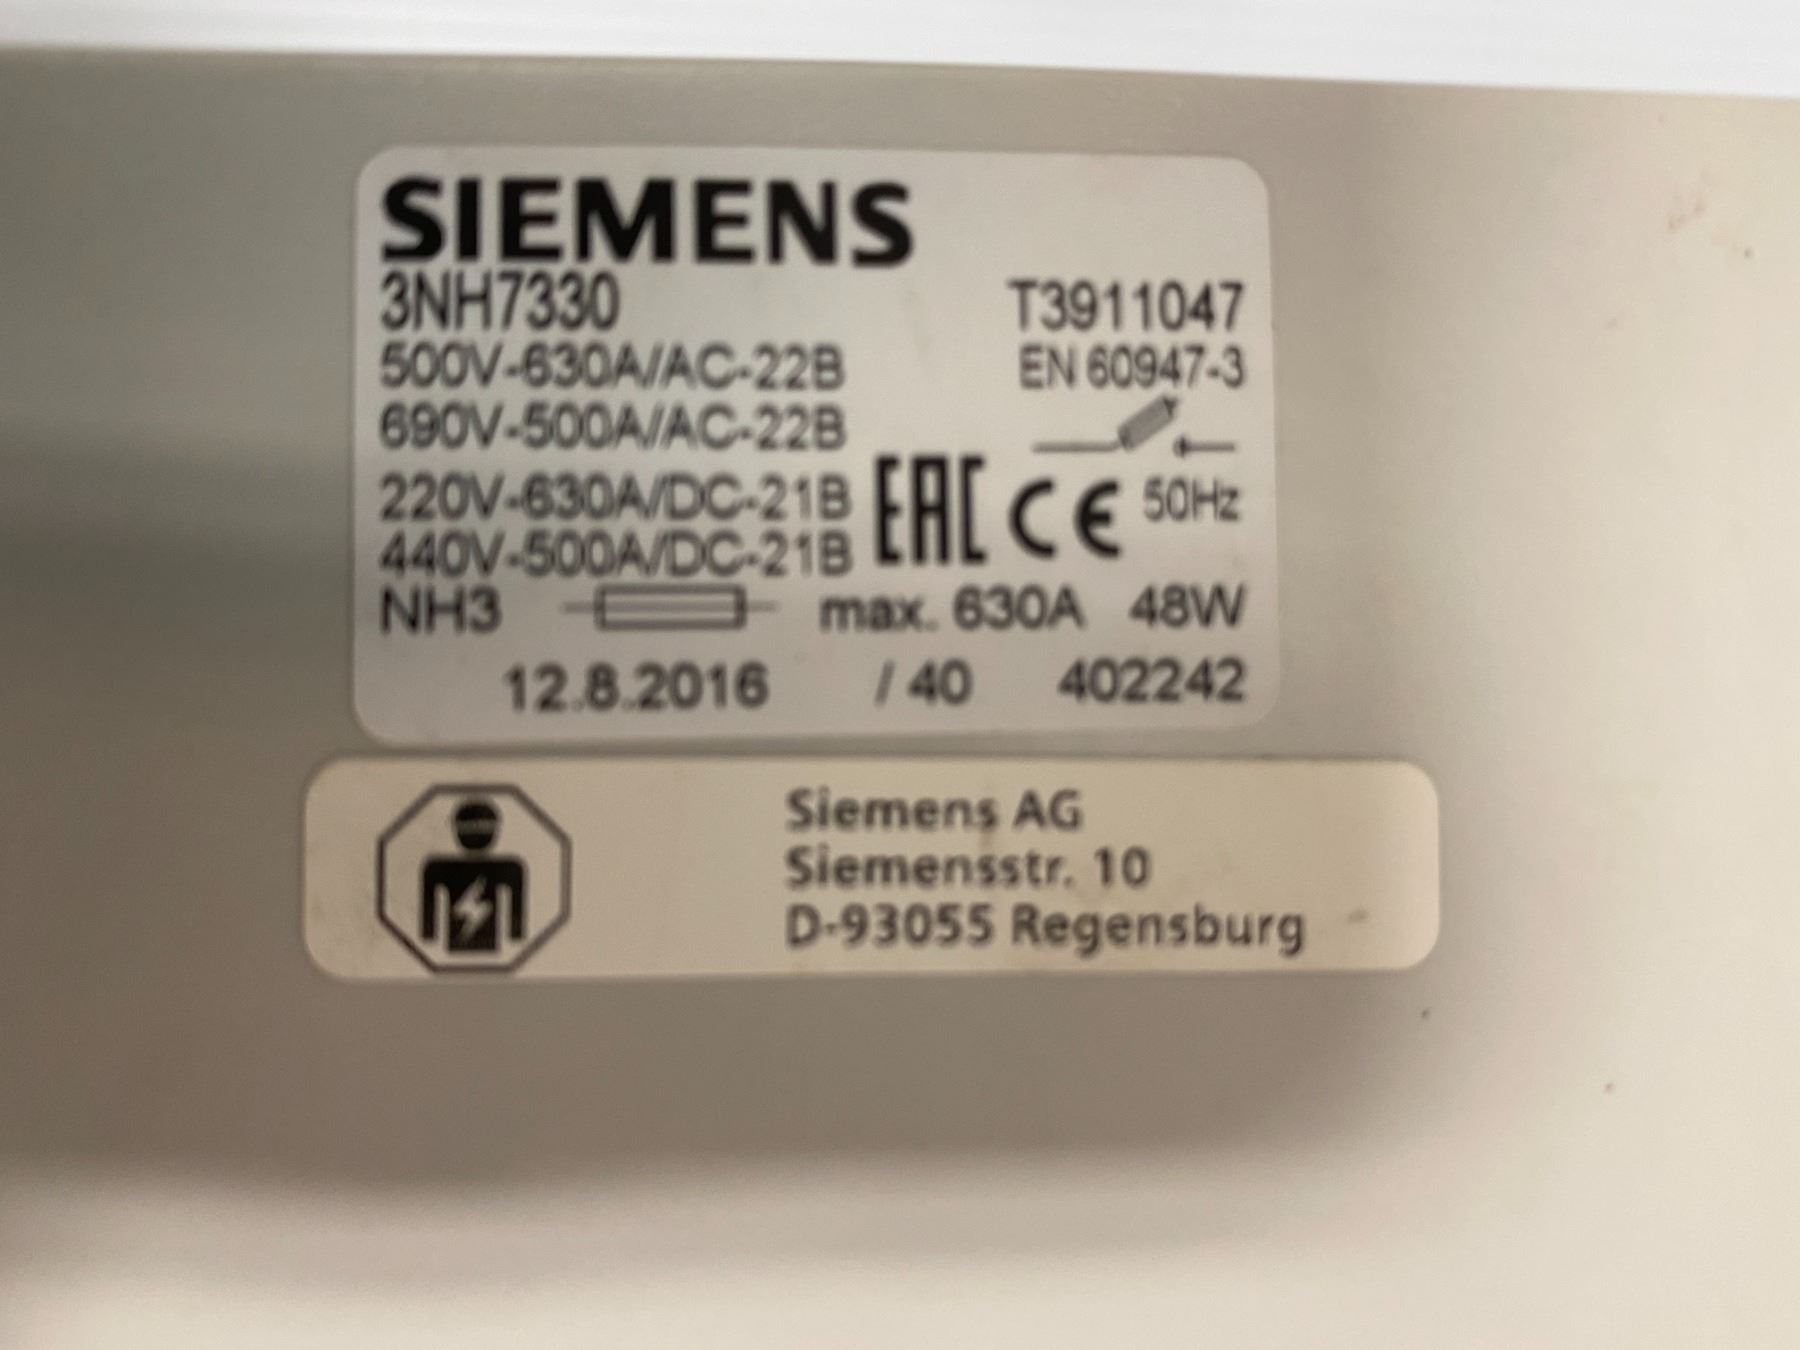 SIEMENS
3NH7330 T3911047
500V-630A/AC-22B EN 60947-3
690V-500A/AC-22B
220V-630A/DC-21B EAC CE 50Hz
440V-500A/DC-21B
NH3 max. 630A 48W
12.8.2016 / 40 402242
Siemens AG
Siemensstr. 10
D-93055 Regensburg